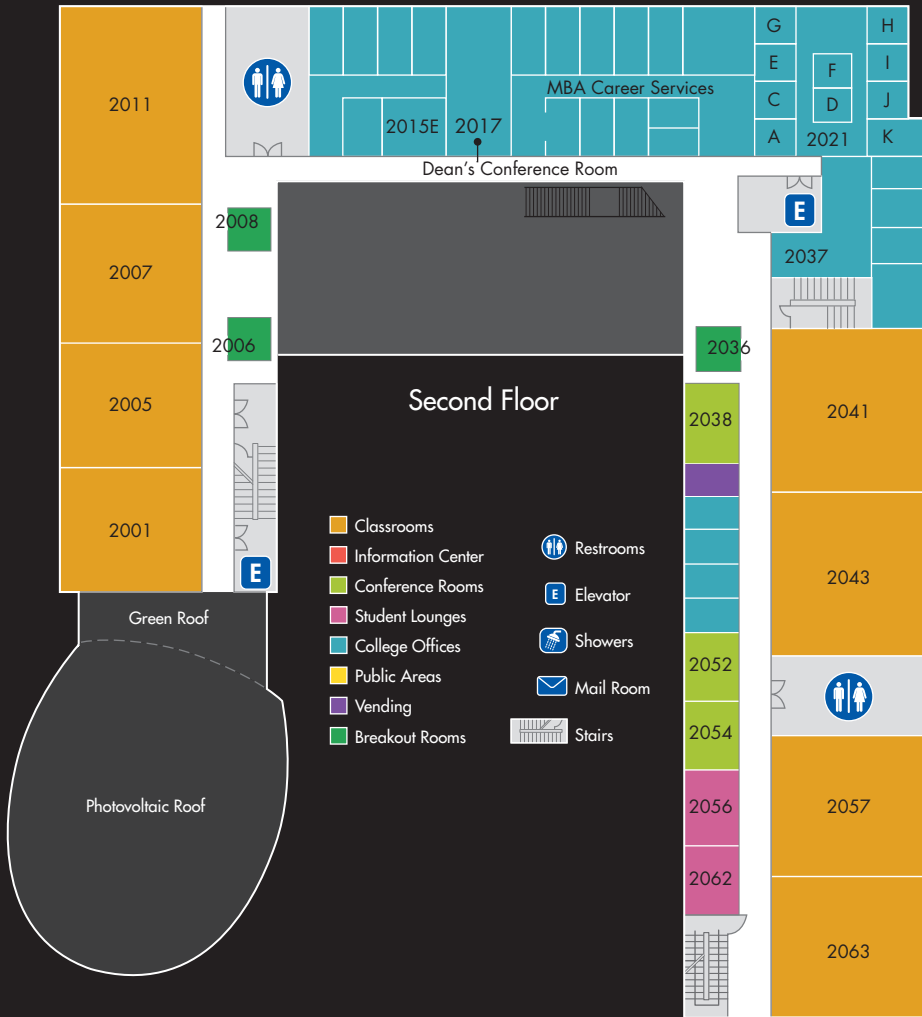 G
H
E
F
I
2011
MBA Career Services
C
D
J
2015E
2017
A
2021
K
Dean's Conference Room
2008
E
2037
2007
2006
2036
Second Floor
2005
2038
2041
2001
Classrooms
Information Center
Conference Rooms
Student Lounges
College Offices
Public Areas
Vending
Breakout Rooms
Restrooms
E Elevator
Showers
Mail Room
Stairs
E
2043
Green Roof
2052
2054
Photovoltaic Roof
2056
2057
2062
2063